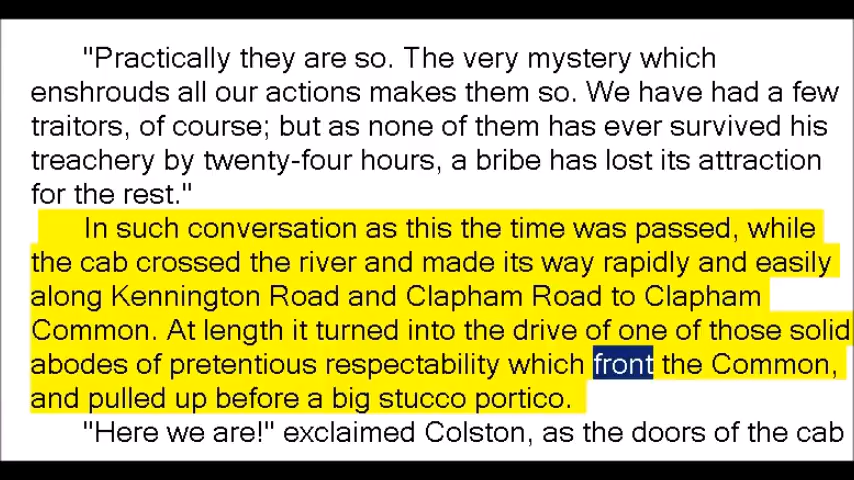 "Practically they are so. The very mystery which
enshrouds all our actions makes them so. We have had a few
traitors, of course; but as none of them has ever survived his
treachery by twenty-four hours, a bribe has lost its attraction
for the rest."
In such conversation as this the time was passed, while
the cab crossed the river and made its way rapidly and easily
along Kennington Road and Clapham Road to Clapham
Common. At length it turned into the drive of one of those solid
abodes of pretentious respectability which front the Common,
and pulled up before a big stucco portico.
"Here we are!" exclaimed Colston, as the doors of the cab